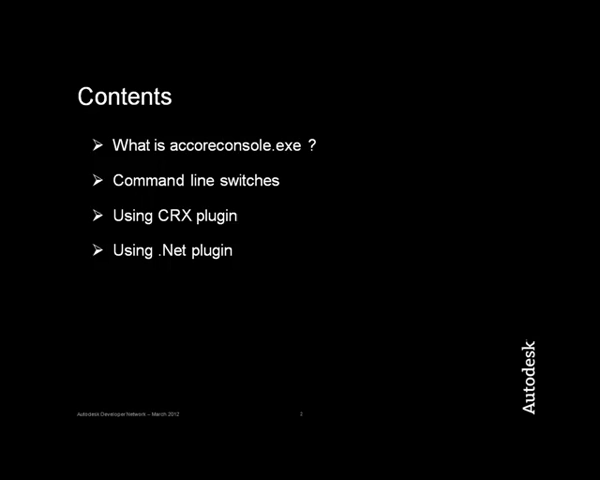 Contents
What is accoreconsole.exe ?
Command line switches
Using CRX plugin
Using .Net plugin
Autodesk
Autodesk Developer Network – March 2012
3